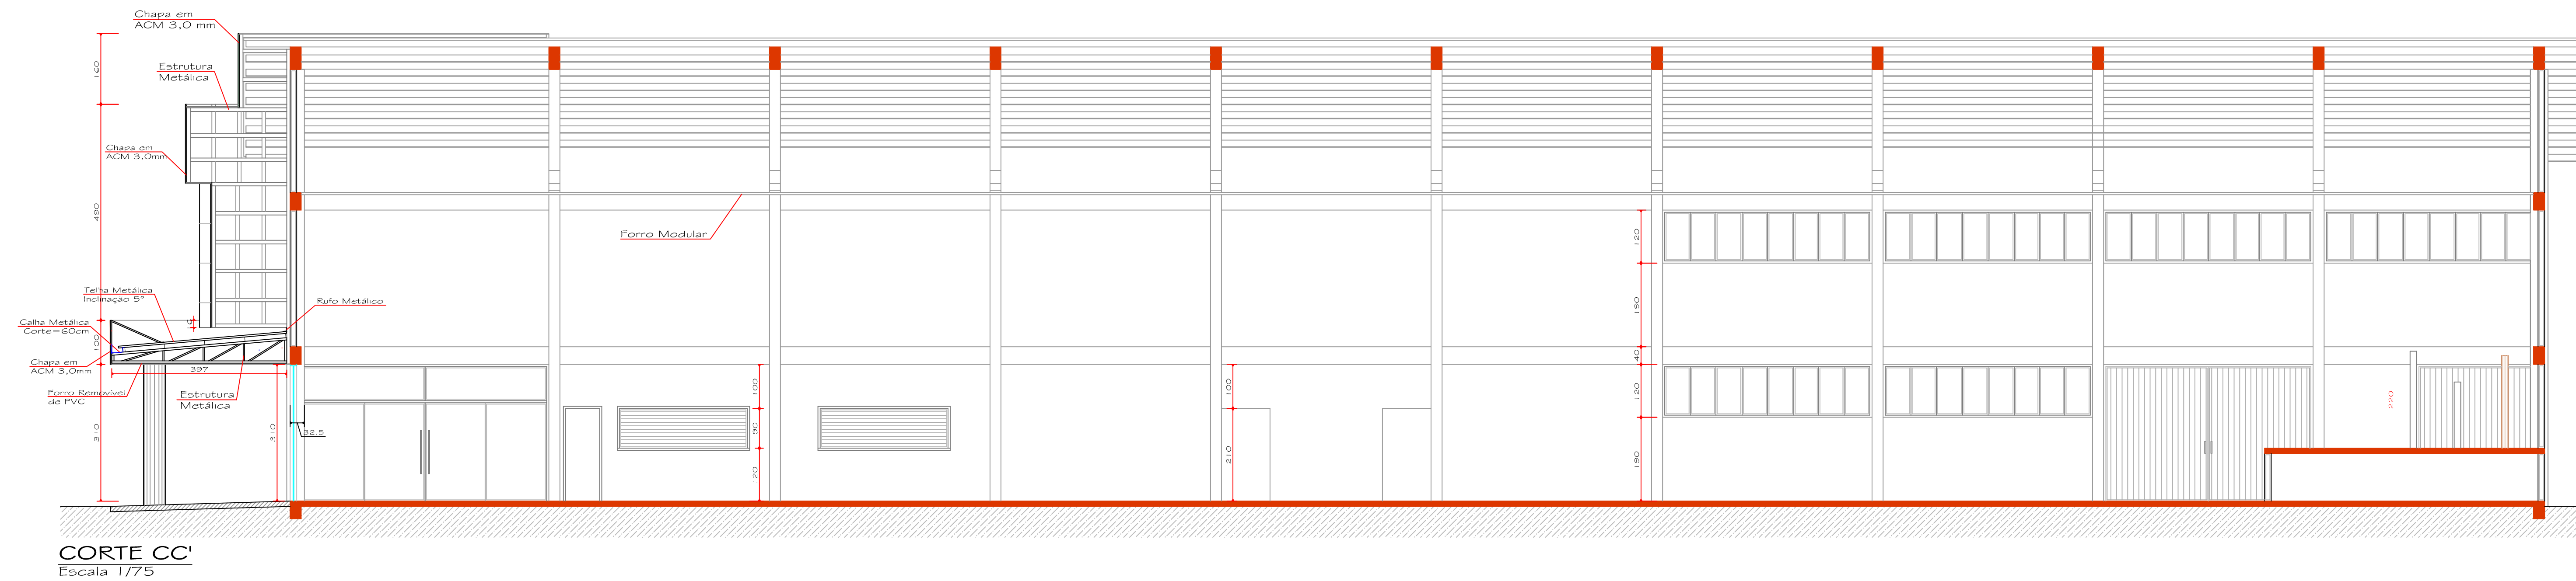 Chapa em
ACM 3,0 mm
160
Estrutura
Metálica
Chapa em
ACM 3,0mm
490
Forro Modular
120
Telha Metálica
Inclinação 5°
Rufo Metálico
190
Calha Metálica
Corte=60cm
15
100
140
Chapa em
ACM 3,0mm
397
Forro Removível
de PVC
Estrutura
Metálica
100
100
120
220
310
310
32.5
90
210
120
190
CORTE CC'
Escala 1/75